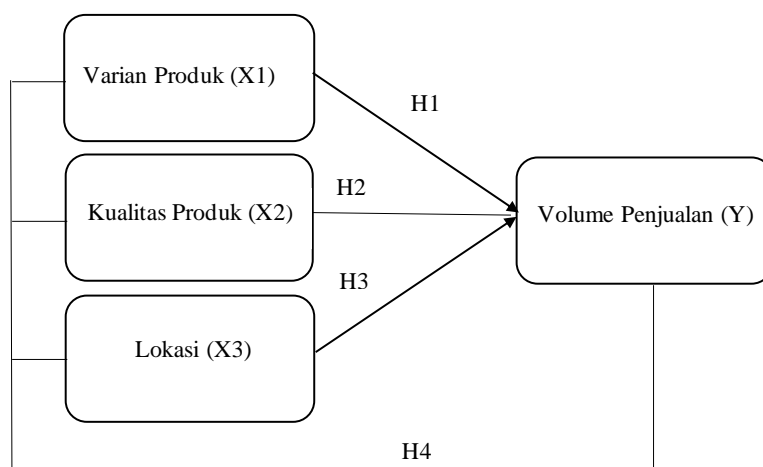 Varian Produk (X1)
H1
Kualitas Produk (X2)
H2
Volume Penjualan (Y)
H3
Lokasi (X3)
H4